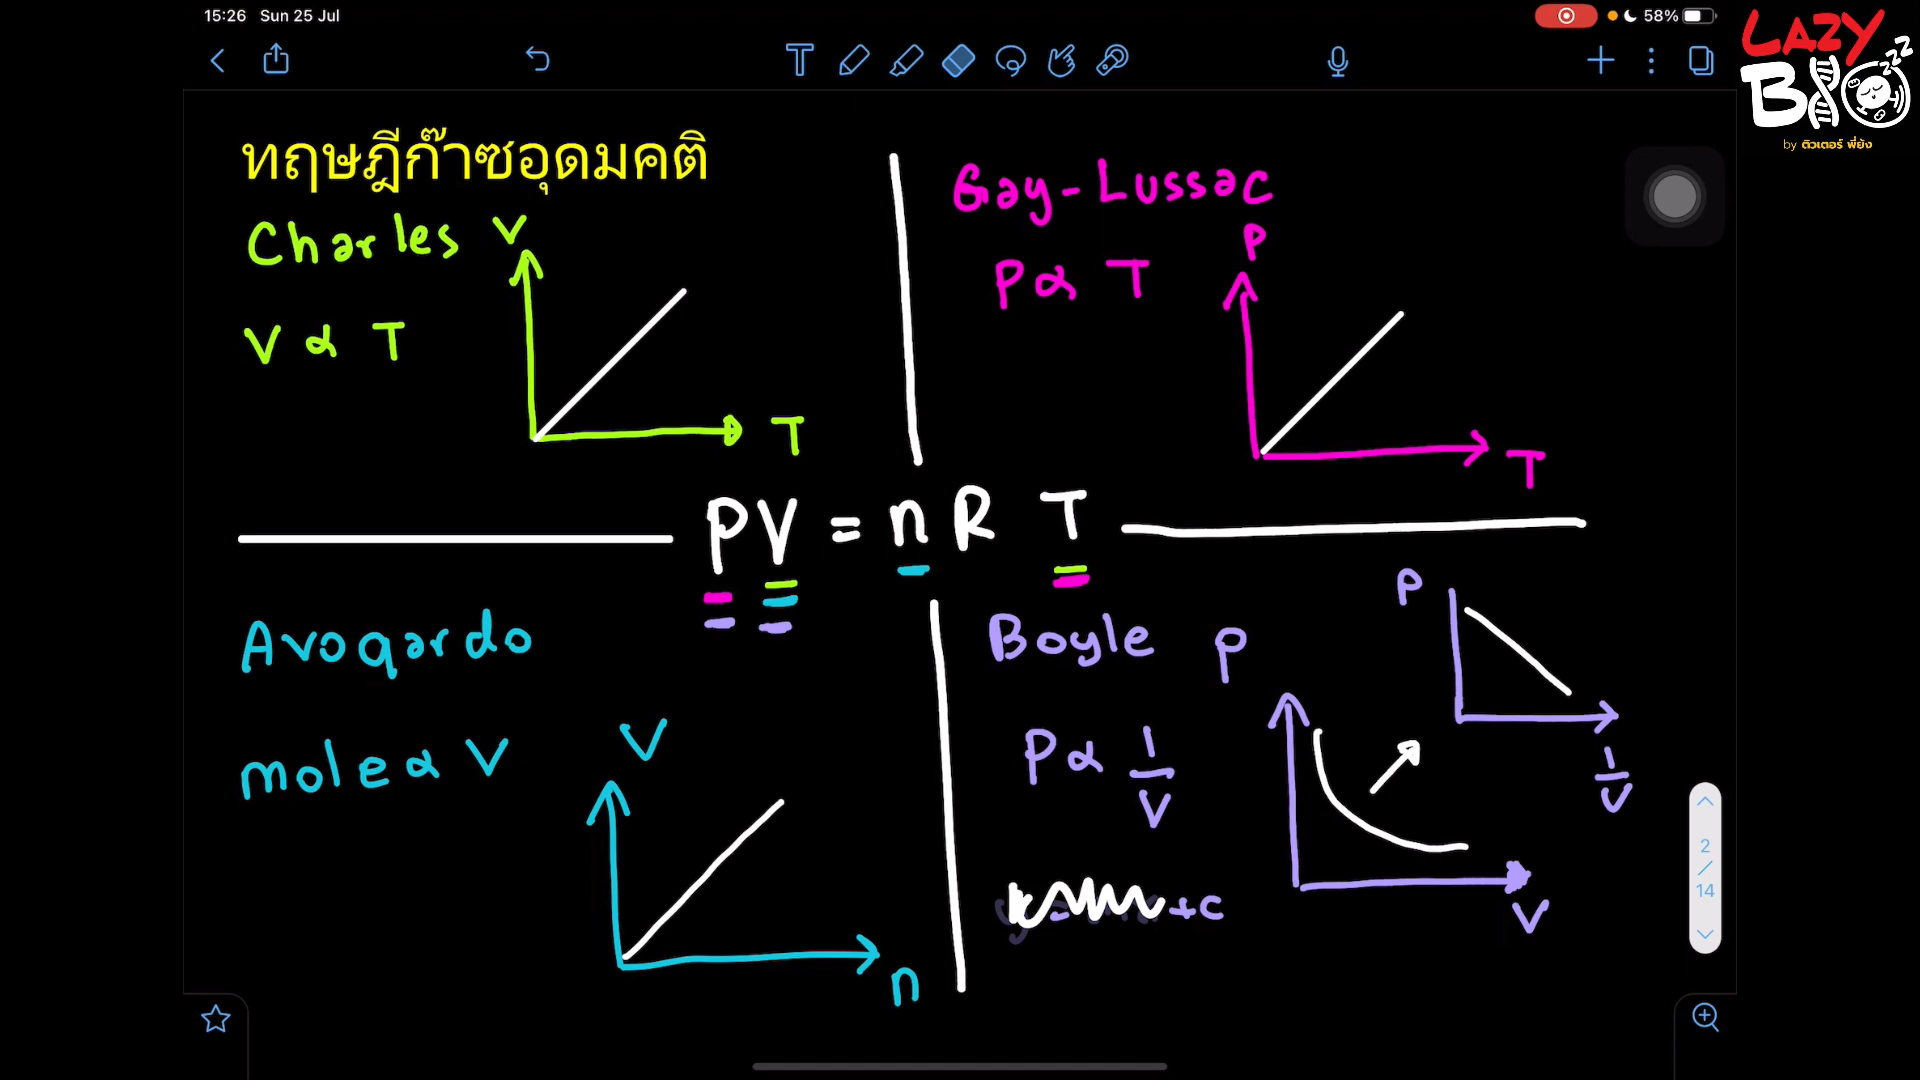 15:26 Sun 25 Jul
58%
LAZY
BIO
zzz
by ติวเตอร์ พี่ยัง
ทฤษฎีก๊าซอุดมคติ
Charles
V ∝ T
V
T
Gay-Lussac
P ∝ T
P
T
PV = nRT
Avogardo
mole ∝ V
V
n
Boyle
P ∝ 1/V
P
V
P
1/V
+c
2
/
14